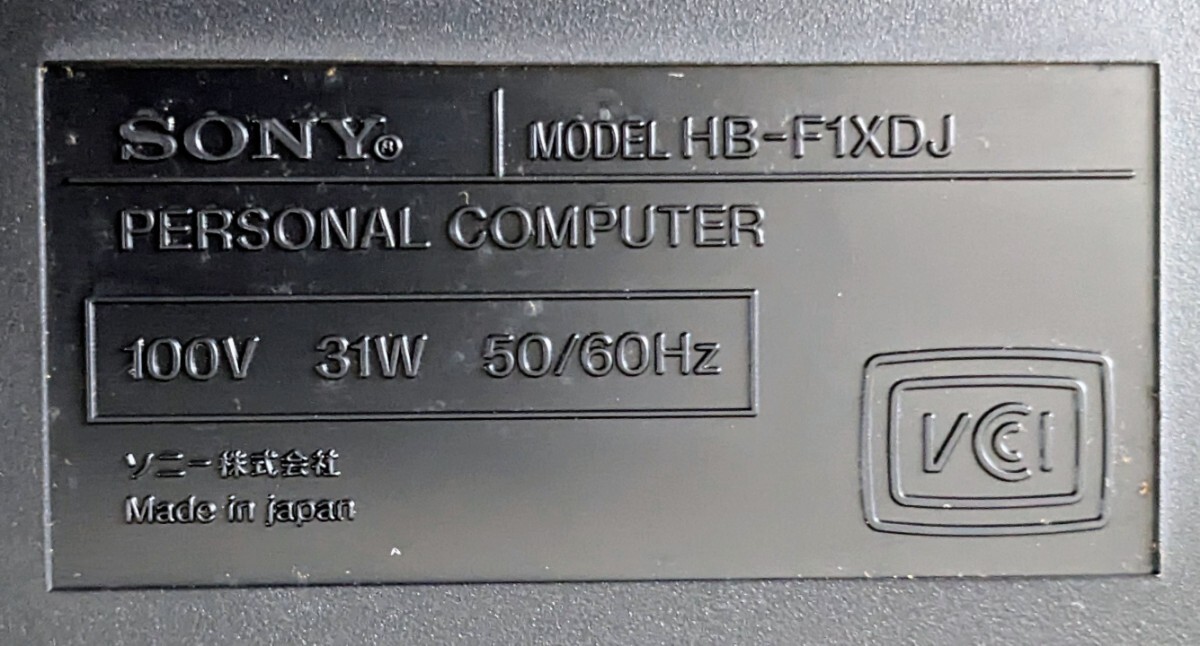 SONY® MODEL HB-F1XDJ
PERSONAL COMPUTER
100V 31W 50/60Hz
ソニー株式会社
Made in japan
VCCI